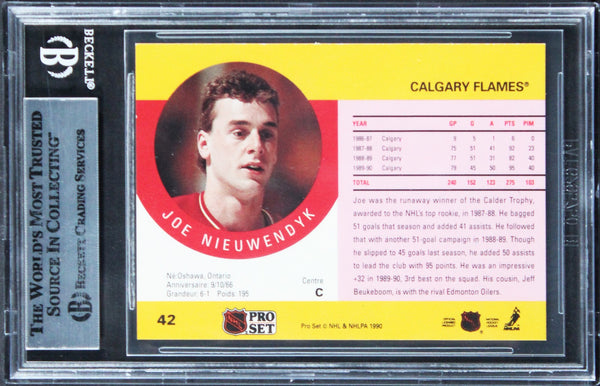 BECKETT®
B
THE WORLD'S MOST TRUSTED
SOURCE IN COLLECTING™
BECKETT GRADING SERVICES
B
JOE NIEUWENDYK
CALGARY FLAMES®
YEAR GP G A PTS PIM
1986-87 Calgary 9 5 1 6 0
1987-88 Calgary 75 51 41 92 23
1988-89 Calgary 77 51 31 82 40
1989-90 Calgary 79 45 50 95 40
TOTAL 240 152 123 275 103
Joe was the runaway winner of the Calder Trophy,
awarded to the NHL's top rookie, in 1987-88. He bagged
51 goals that season and added 41 assists. He followed
that with another 51-goal campaign in 1988-89. Though
he slipped to 45 goals last season, he added 50 assists
to lead the club with 95 points. He was an impressive
+32 in 1989-90, 3rd best on the squad. His cousin, Jeff
Beukeboom, is with rival Edmonton Oilers.
Né:Oshawa, Ontario
Anniversaire: 9/10/66
Grandeur: 6-1 Poids: 195
Centre
C
42
NHL
PRO
SET
Pro Set © NHL & NHLPA 1990
NHLPA